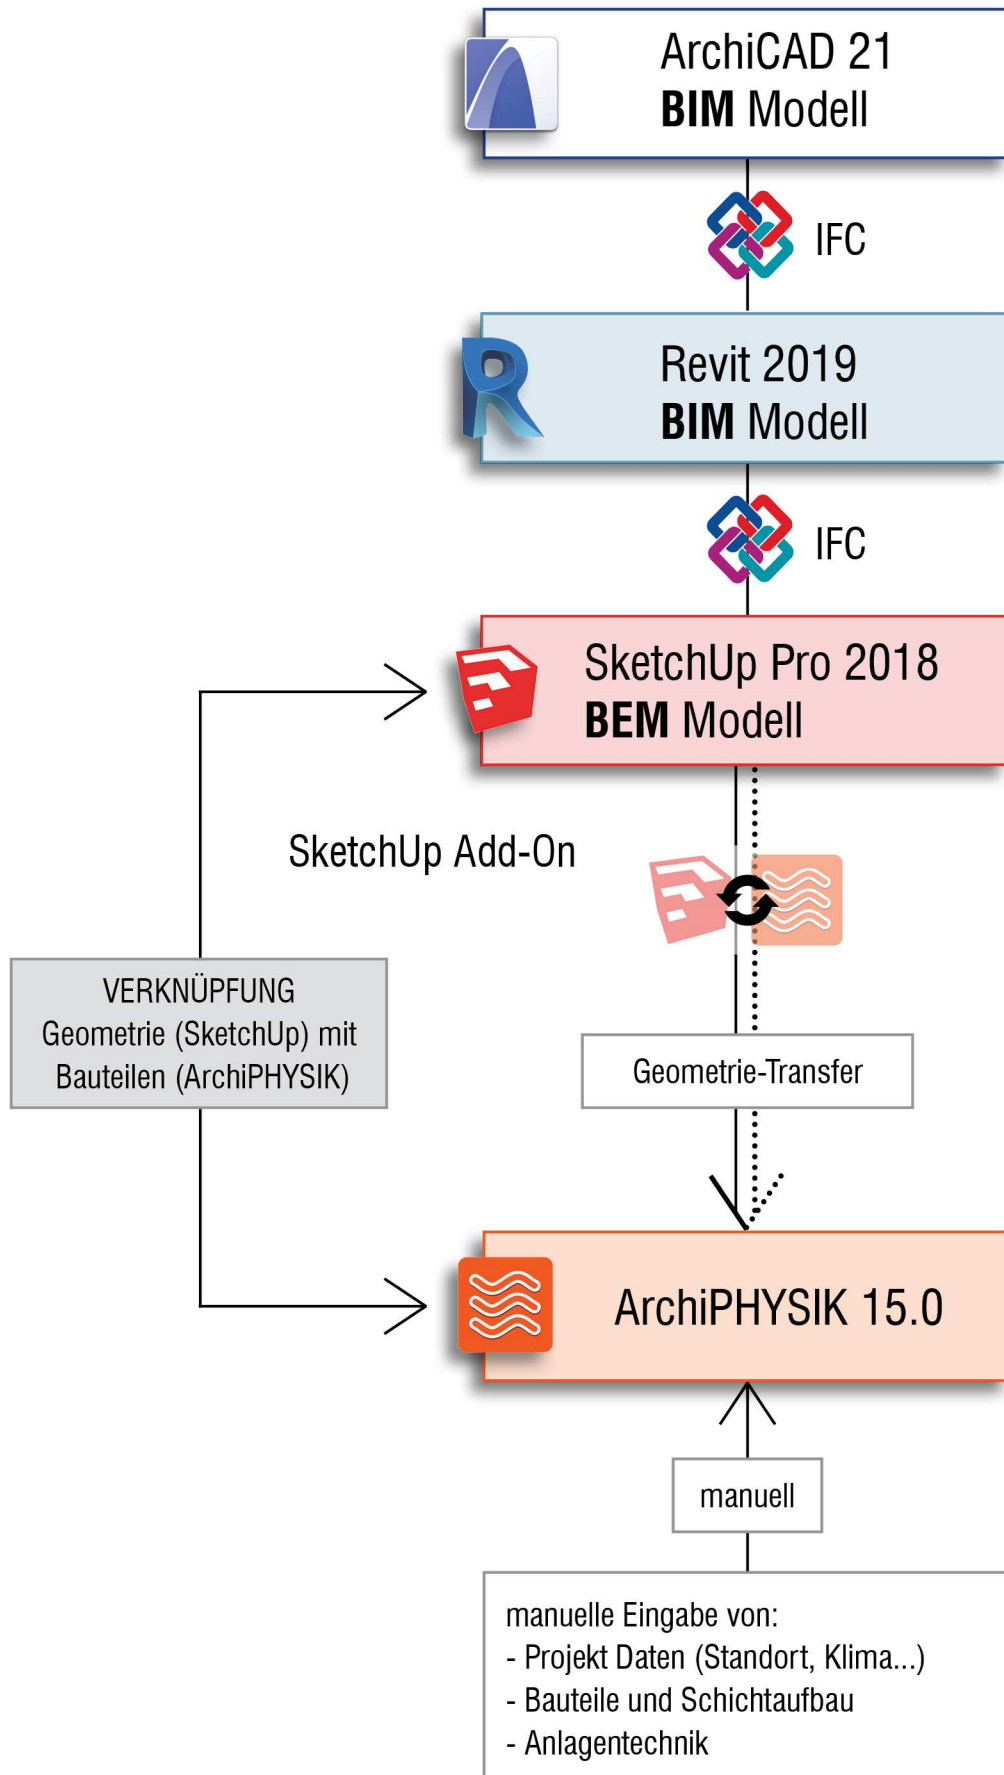 ArchiCAD 21
BIM Modell
IFC
Revit 2019
BIM Modell
IFC
SketchUp Pro 2018
BEM Modell
SketchUp Add-On
VERKNÜPFUNG
Geometrie (SketchUp) mit
Bauteilen (ArchiPHYSIK)
Geometrie-Transfer
ArchiPHYSIK 15.0
manuell
manuelle Eingabe von:
- Projekt Daten (Standort, Klima...)
- Bauteile und Schichtaufbau
- Anlagentechnik